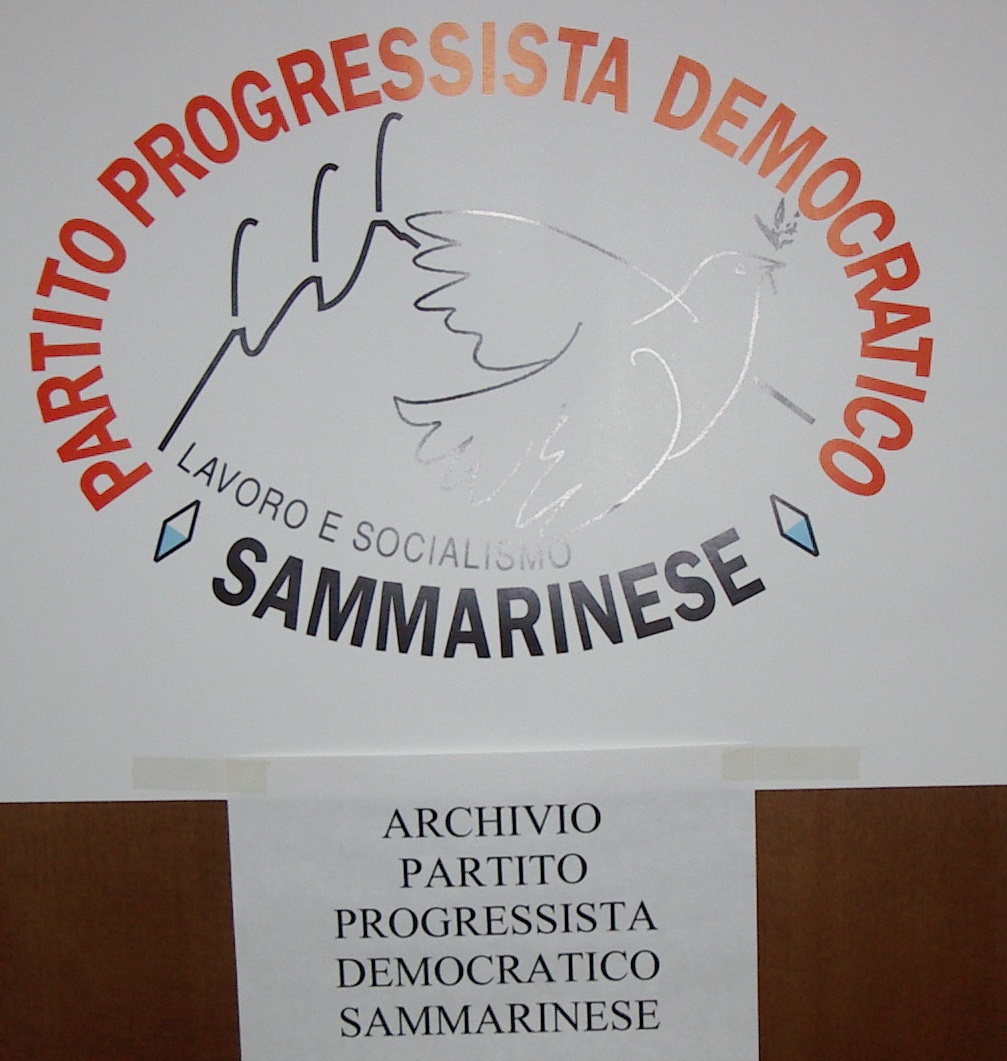 PARTITO PROGRESSISTA DEMOCRATICO
LAVORO E SOCIALISMO
SAMMARINESE
ARCHIVIO
PARTITO
PROGRESSISTA
DEMOCRATICO
SAMMARINESE